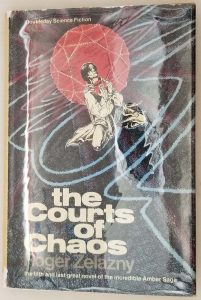 Doubleday Science Fiction
the
Courts
of
Chaos
Roger Zelazny
the fifth and last great novel of the incredible Amber Saga